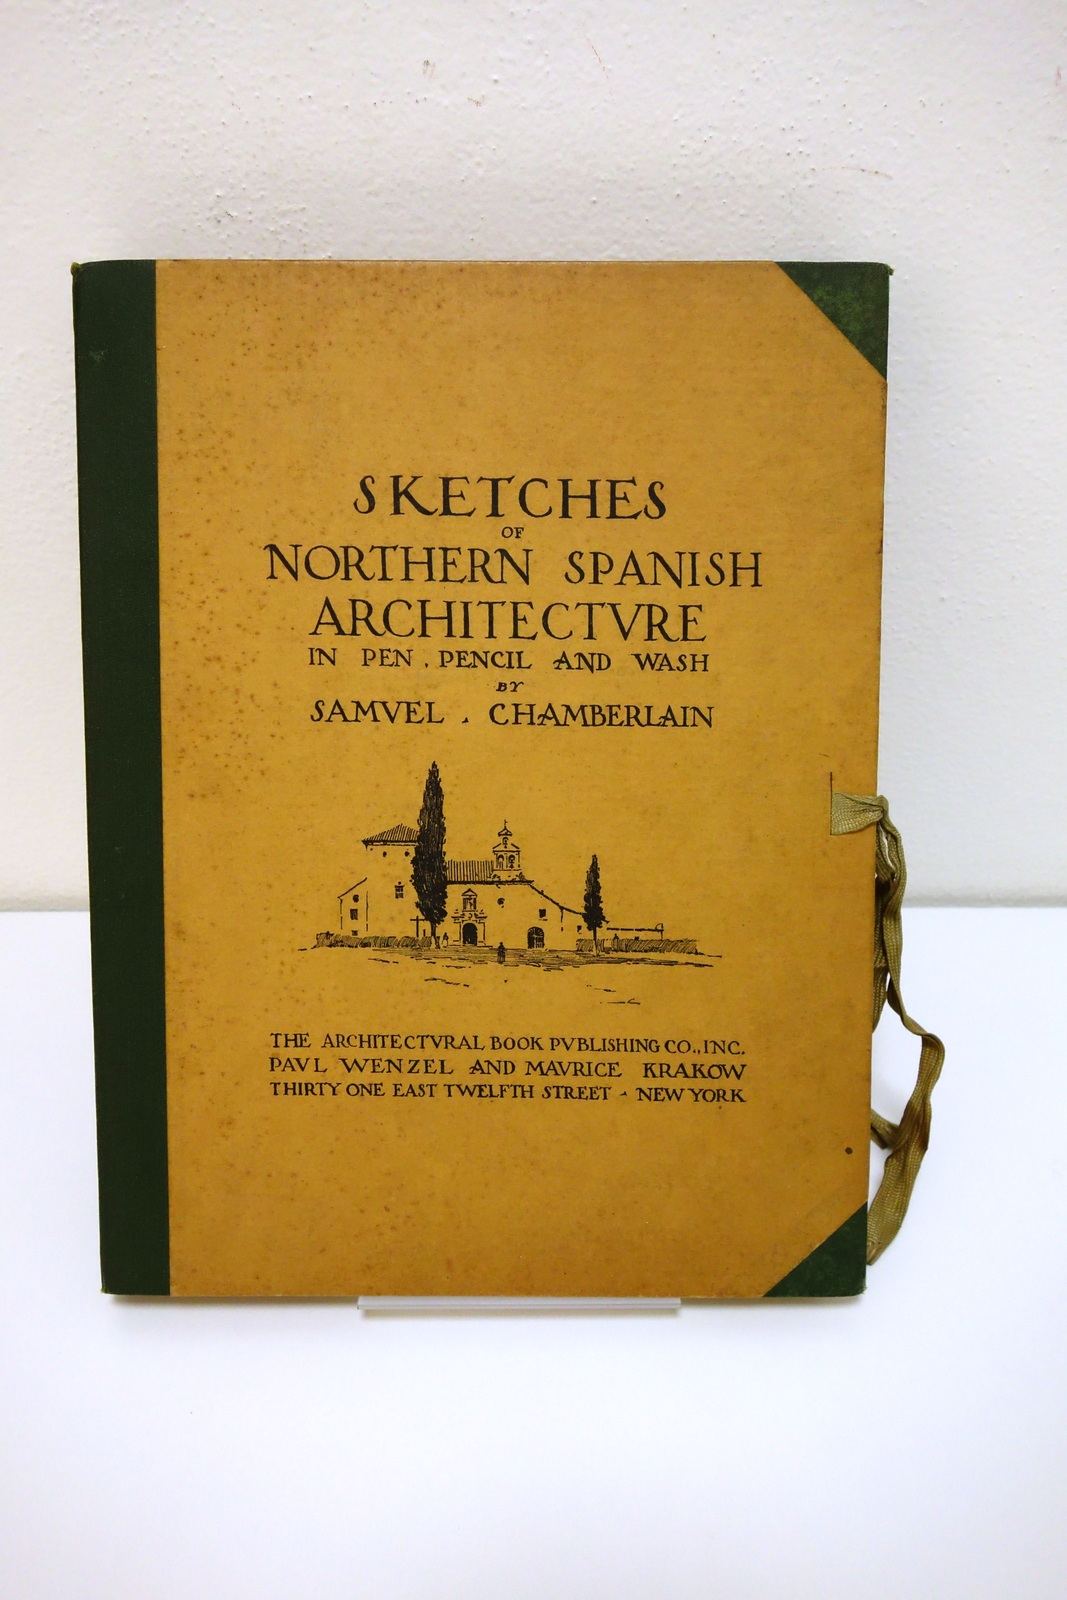 SKETCHES
OF
NORTHERN SPANISH
ARCHITECTVRE
IN PEN . PENCIL AND WASH
BY
SAMVEL . CHAMBERLAIN
THE ARCHITECTVRAL BOOK PVBLISHING CO., INC.
PAVL WENZEL AND MAVRICE KRAKOW
THIRTY ONE EAST TWELFTH STREET - NEW YORK